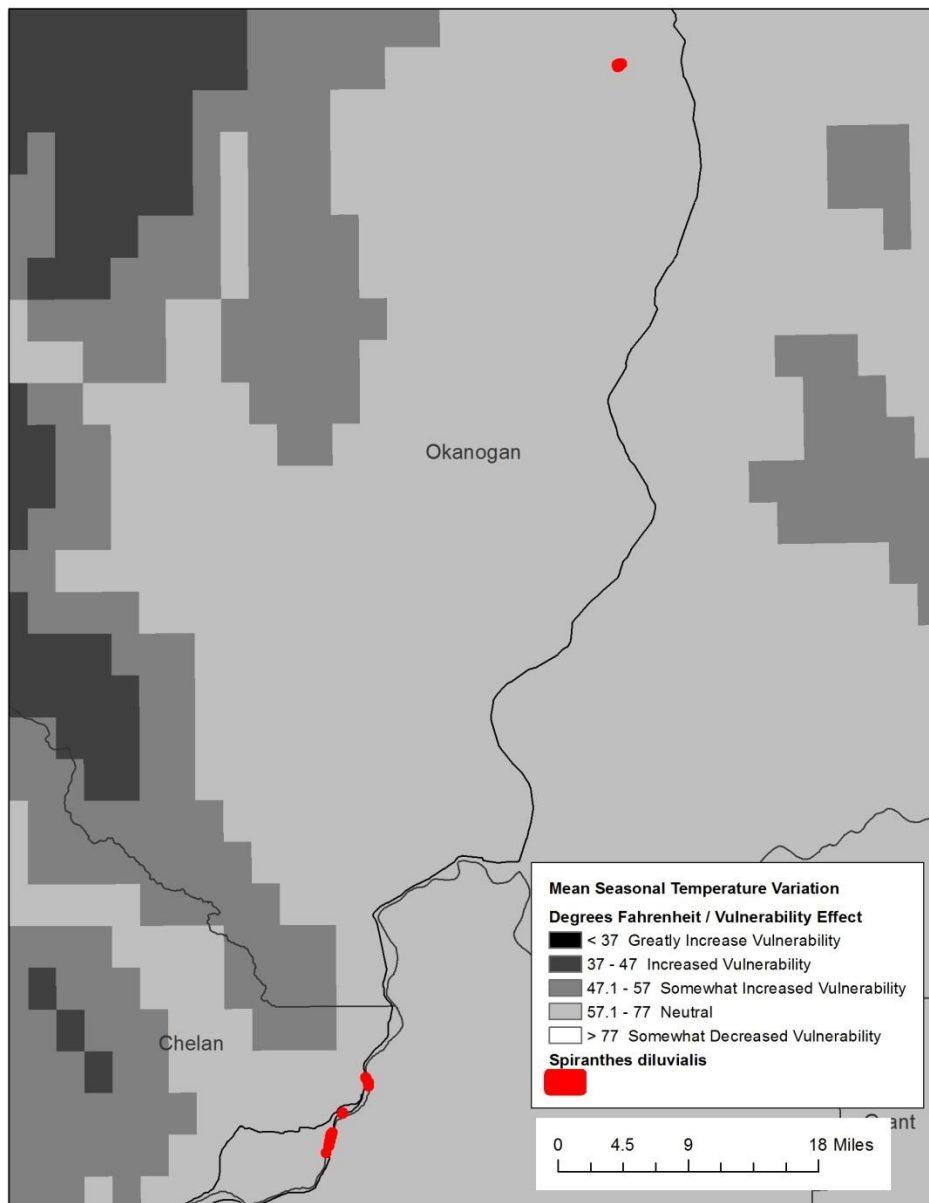 Okanogan
Mean Seasonal Temperature Variation
Degrees Fahrenheit / Vulnerability Effect
< 37 Greatly Increase Vulnerability
37 - 47 Increased Vulnerability
47.1 - 57 Somewhat Increased Vulnerability
57.1 - 77 Neutral
> 77 Somewhat Decreased Vulnerability
Spiranthes diluvialis
Chelan
0 4.5 9 18 Miles